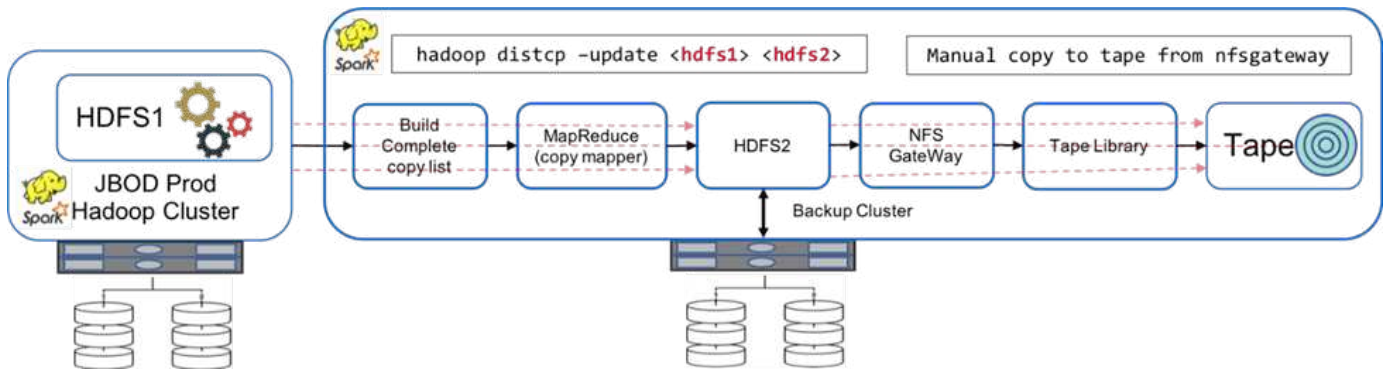 Spark
hadoop distcp –update <hdfs1> <hdfs2>
Manual copy to tape from nfsgateway
HDFS1
JBOD Prod
Hadoop Cluster
Spark
Build
Complete
copy list
MapReduce
(copy mapper)
HDFS2
NFS
GateWay
Tape Library
Tape
Backup Cluster